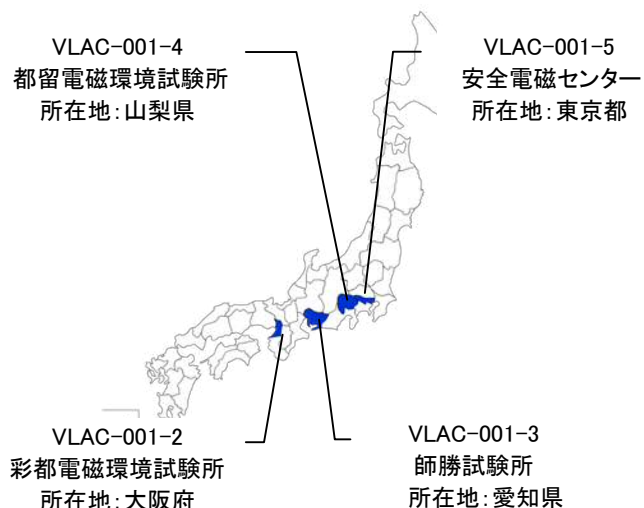 VLAC-001-4
都留電磁環境試験所
所在地:山梨県
VLAC-001-5
安全電磁センター
所在地:東京都
VLAC-001-2
彩都電磁環境試験所
所在地:大阪府
VLAC-001-3
師勝試験所
所在地:愛知県